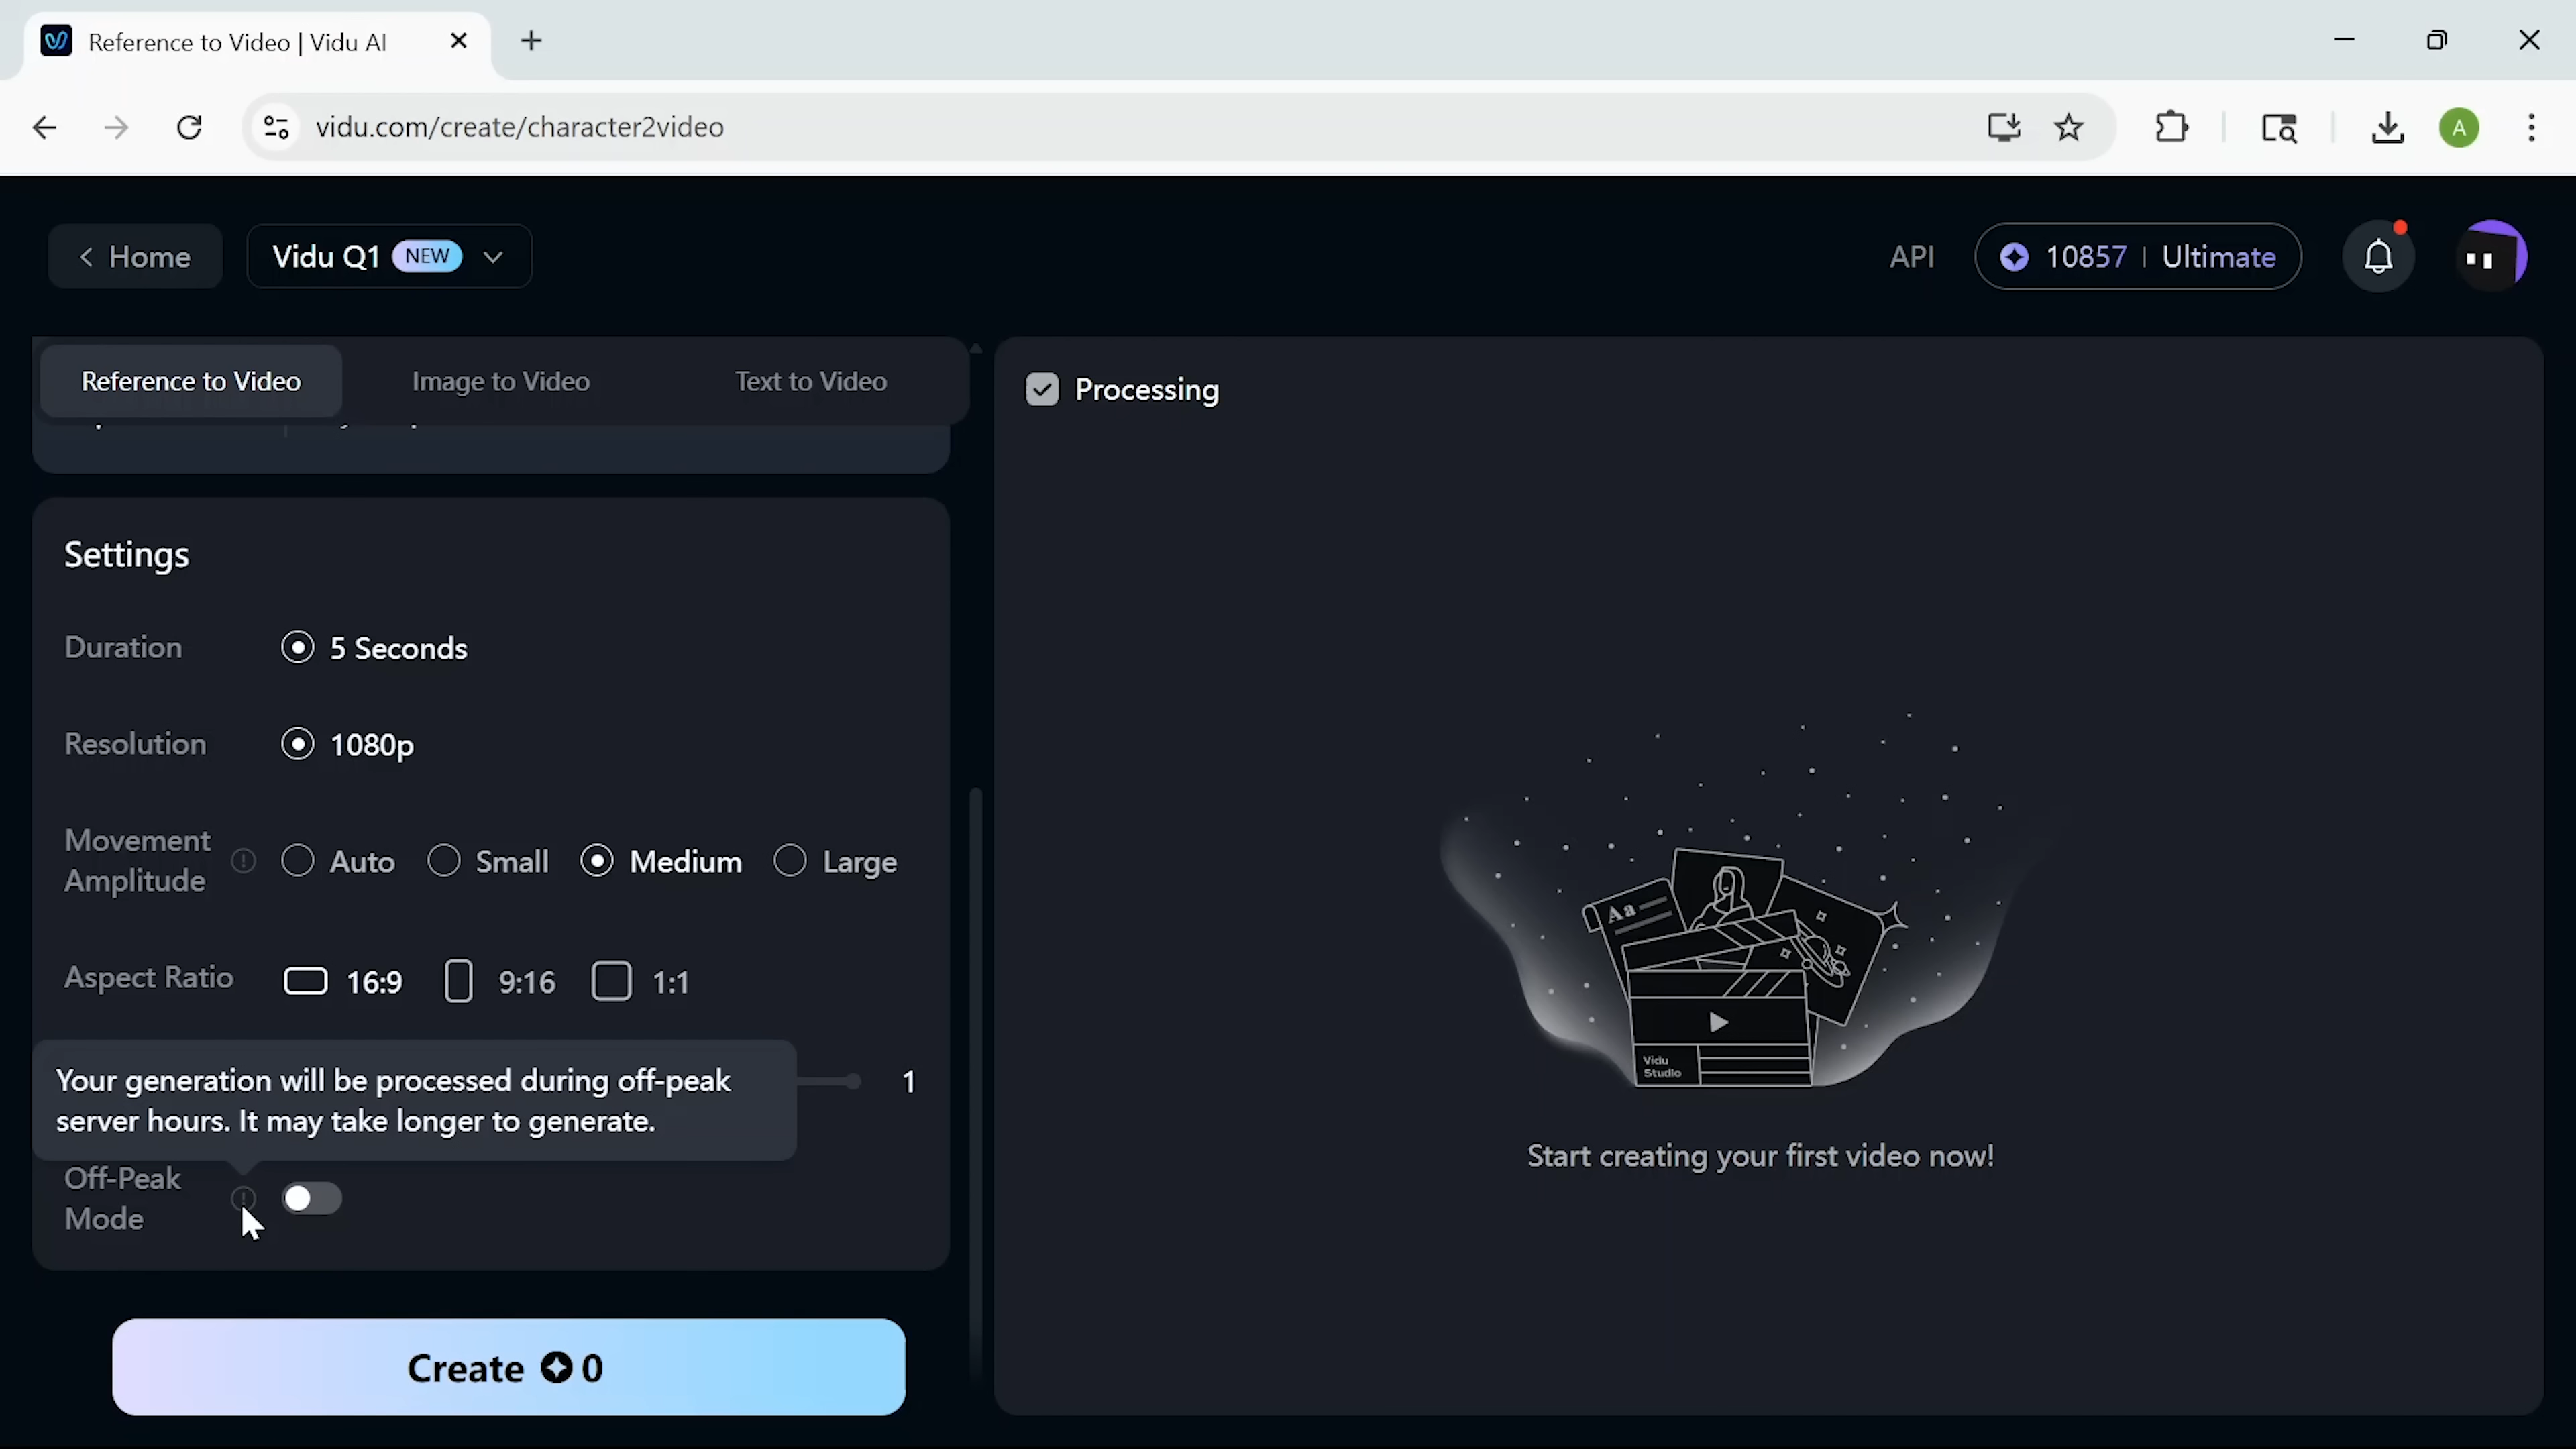 Reference to Video | Vidu AI
vidu.com/create/character2video
A
Home
Vidu Q1 NEW
API
10857 | Ultimate
Reference to Video
Image to Video
Text to Video
Processing
Settings
Duration
5 Seconds
Resolution
1080p
Movement
Amplitude
Auto
Small
Medium
Large
Aspect Ratio
16:9
9:16
1:1
Your generation will be processed during off-peak
server hours. It may take longer to generate.
1
Off-Peak
Mode
Create 0
Aa
Vidu
Studio
Start creating your first video now!